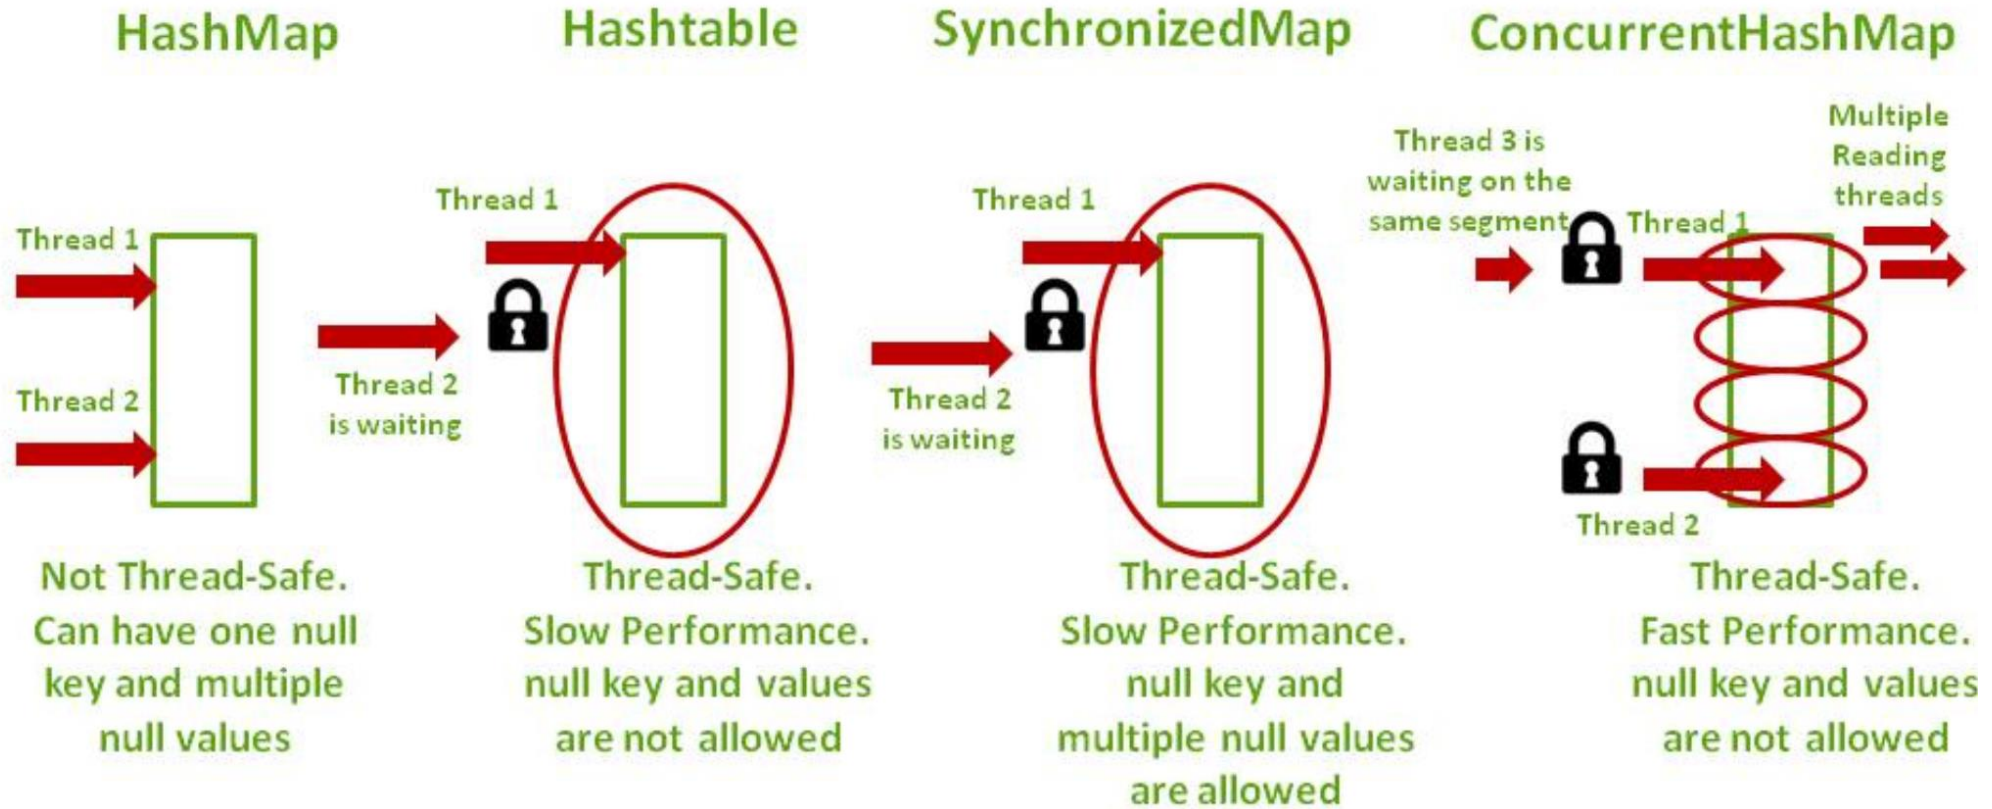 HashMap
Hashtable
SynchronizedMap
ConcurrentHashMap
Thread 1
Thread 2
Not Thread-Safe.
Can have one null
key and multiple
null values
Thread 1
Thread 2
is waiting
Thread-Safe.
Slow Performance.
null key and values
are not allowed
Thread 1
Thread 2
is waiting
Thread-Safe.
Slow Performance.
null key and
multiple null values
are allowed
Thread 3 is
waiting on the
same segment
Thread 1
Multiple
Reading
threads
Thread 2
Thread-Safe.
Fast Performance.
null key and values
are not allowed